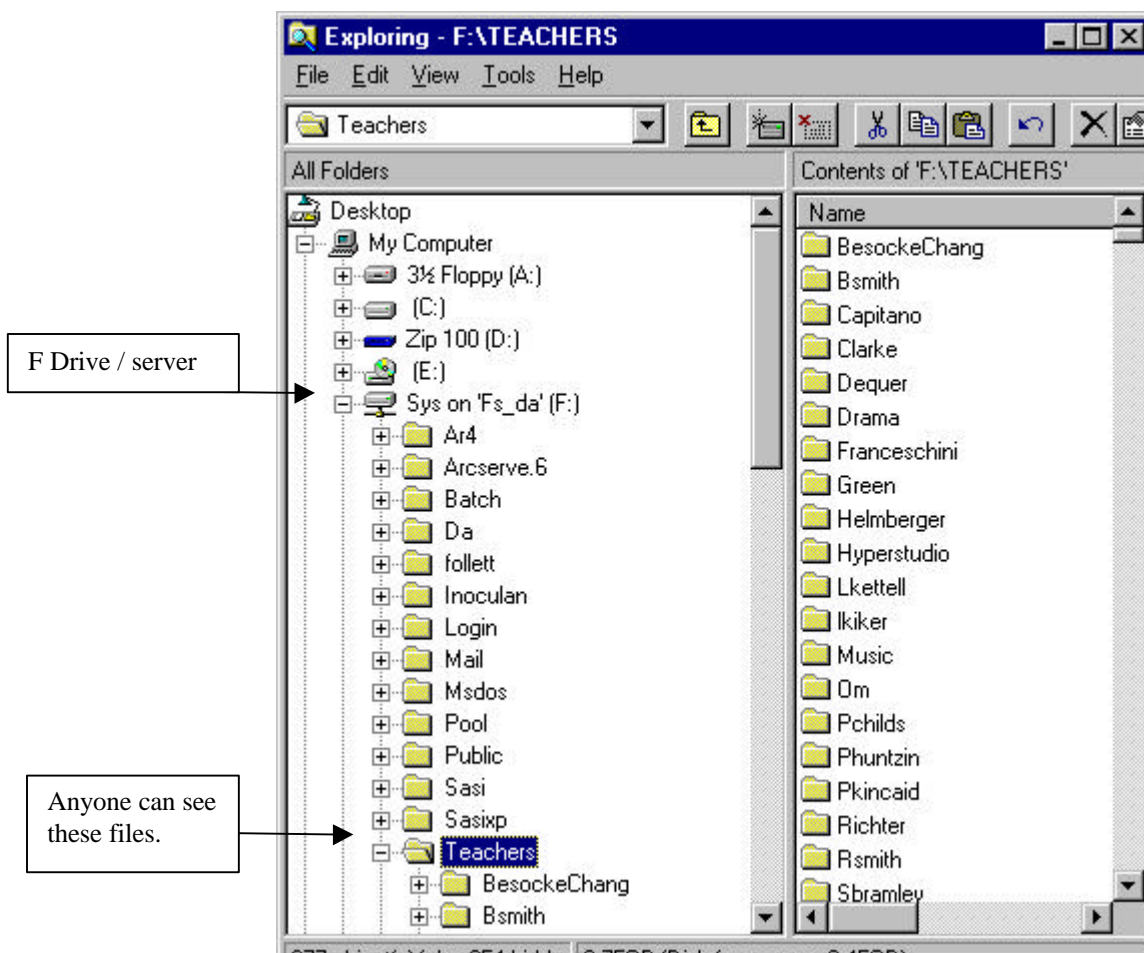 Exploring - F:\TEACHERS
File Edit View Tools Help
Teachers
All Folders
Contents of 'F:\TEACHERS'
Desktop
My Computer
3½ Floppy (A:)
(C:)
Zip 100 (D:)
(E:)
Sys on 'Fs_da' (F:)
Ar4
Arcserve.6
Batch
Da
follett
Inoculan
Login
Mail
Msdos
Pool
Public
Sasi
Sasixp
Teachers
BesockeChang
Bsmith
Name
BesockeChang
Bsmith
Capitano
Clarke
Dequer
Drama
Franceschini
Green
Helmberger
Hyperstudio
Lkettell
lkiker
Music
Om
Pchilds
Phuntzin
Pkincaid
Richter
Rsmith
Sbramley
F Drive / server
Anyone can see
these files.